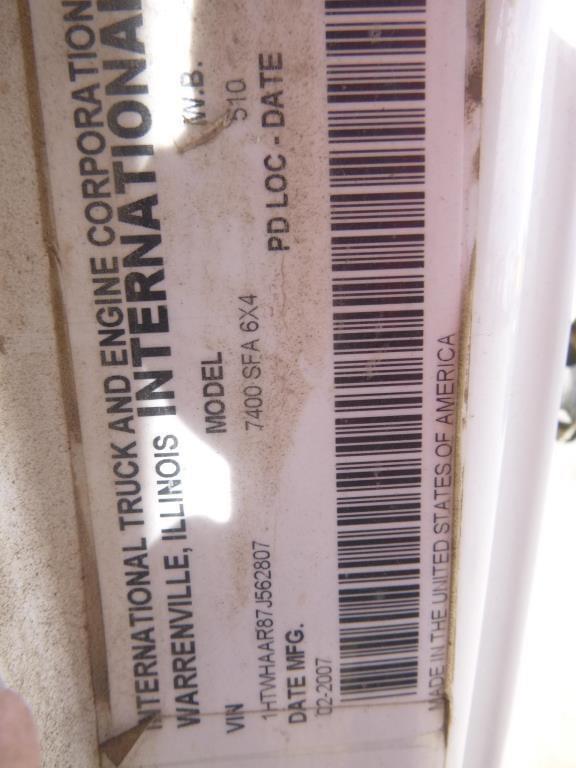 INTERNATIONAL TRUCK AND ENGINE CORPORATION
WARRENVILLE, ILLINOIS INTERNATIONAL
VIN MODEL W.B.
1HTWHAAR87J562807 7400 SFA 6X4 510
DATE MFG. PD LOC - DATE
02-2007
MADE IN THE UNITED STATES OF AMERICA